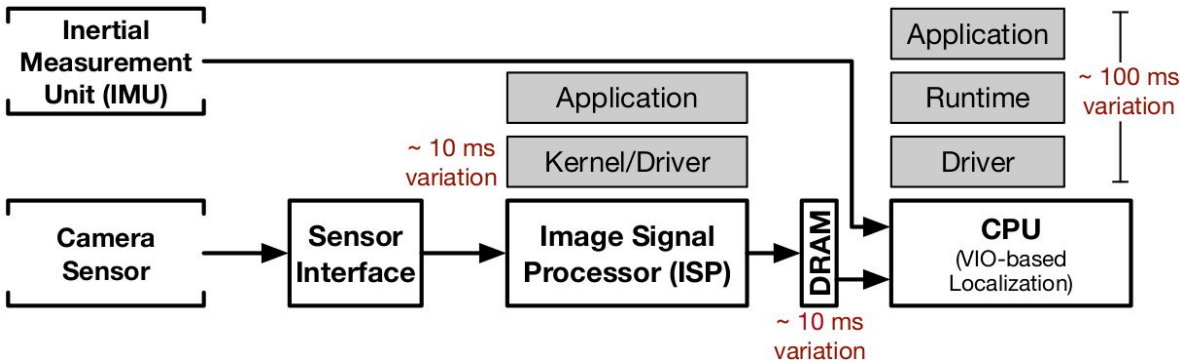 Inertial
Measurement
Unit (IMU)
Application
Kernel/Driver
~ 10 ms
variation
Application
Runtime
Driver
~ 100 ms
variation
Camera
Sensor
Sensor
Interface
Image Signal
Processor (ISP)
DRAM
~ 10 ms
variation
CPU
(VIO-based
Localization)